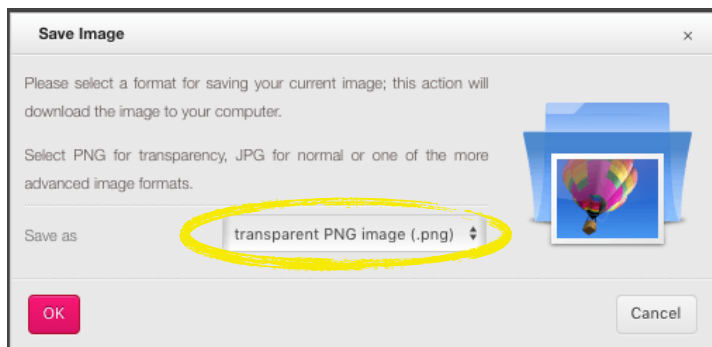 Save Image ×
Please select a format for saving your current image; this action will
download the image to your computer.
Select PNG for transparency, JPG for normal or one of the more
advanced image formats.
Save as transparent PNG image (.png)
OK Cancel